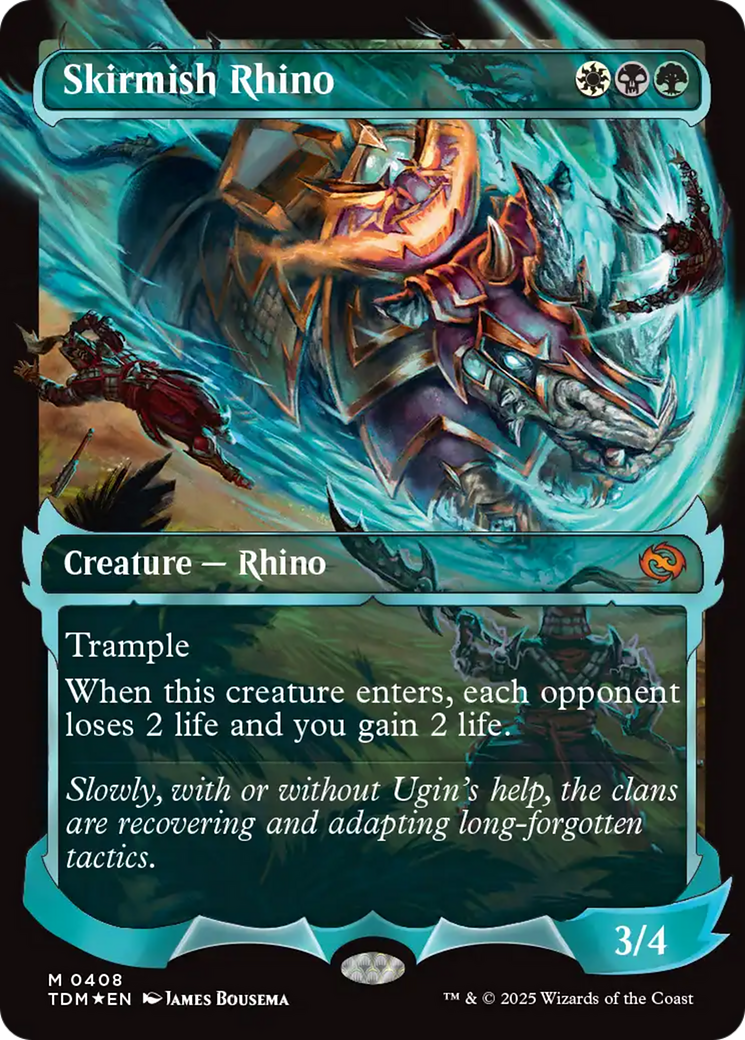 Skirmish Rhino
Creature — Rhino
Trample
When this creature enters, each opponent
loses 2 life and you gain 2 life.
Slowly, with or without Ugin's help, the clans
are recovering and adapting long-forgotten
tactics.
3/4
M 0408
TDM★EN James Bousema
™ & © 2025 Wizards of the Coast